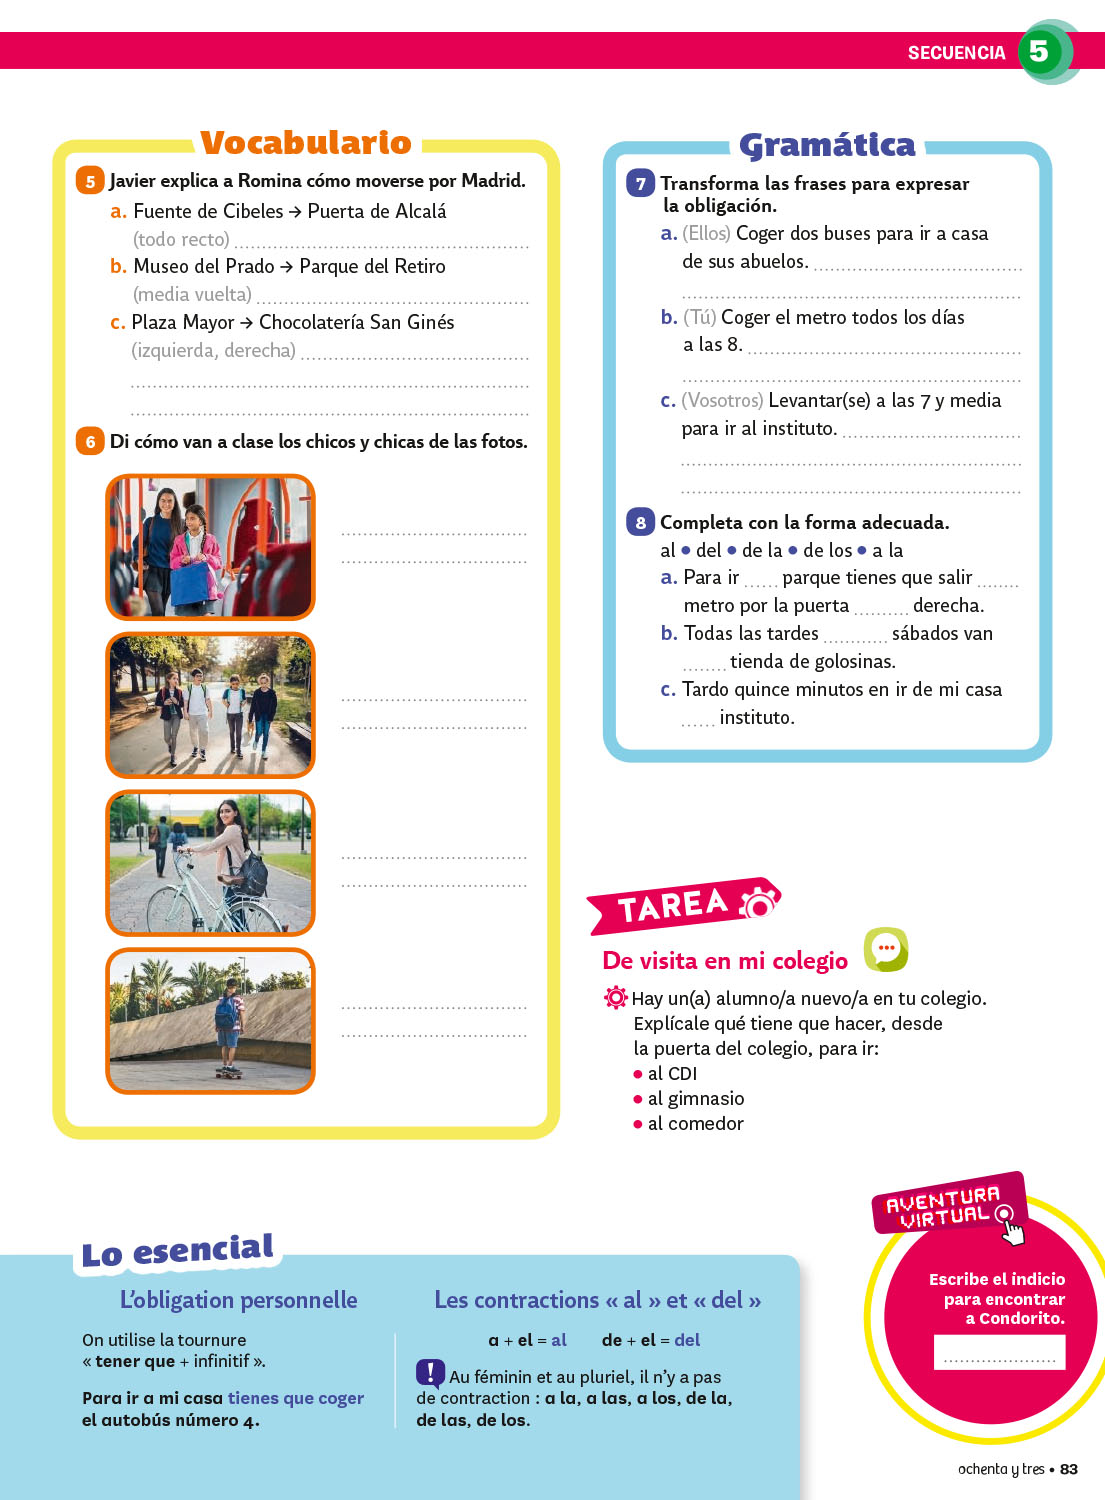 SECUENCIA 5
Vocabulario
5 Javier explica a Romina cómo moverse por Madrid.
a. Fuente de Cibeles → Puerta de Alcalá
(todo recto) ..........
b. Museo del Prado → Parque del Retiro
(media vuelta) ..........
c. Plaza Mayor → Chocolatería San Ginés
(izquierda, derecha) ..........
6 Di cómo van a clase los chicos y chicas de las fotos.
Gramática
7 Transforma las frases para expresar
la obligación.
a. (Ellos) Coger dos buses para ir a casa
de sus abuelos. ..........
b. (Tú) Coger el metro todos los días
a las 8. ..........
c. (Vosotros) Levantar(se) a las 7 y media
para ir al instituto. ..........
8 Completa con la forma adecuada.
al • del • de la • de los • a la
a. Para ir ...... parque tienes que salir .......
metro por la puerta .......... derecha.
b. Todas las tardes ............ sábados van
........ tienda de golosinas.
c. Tardo quince minutos en ir de mi casa
...... instituto.
TAREA
De visita en mi colegio
Hay un(a) alumno/a nuevo/a en tu colegio.
Explícale qué tiene que hacer, desde
la puerta del colegio, para ir:
• al CDI
• al gimnasio
• al comedor
Lo esencial
L'obligation personnelle
On utilise la tournure
« tener que + infinitif ».
Para ir a mi casa tienes que coger
el autobús número 4.
Les contractions « al » et « del »
a + el = al de + el = del
! Au féminin et au pluriel, il n'y a pas
de contraction : a la, a las, a los, de la,
de las, de los.
AVENTURA
VIRTUAL
Escribe el indicio
para encontrar
a Condorito.
....................
ochenta y tres • 83